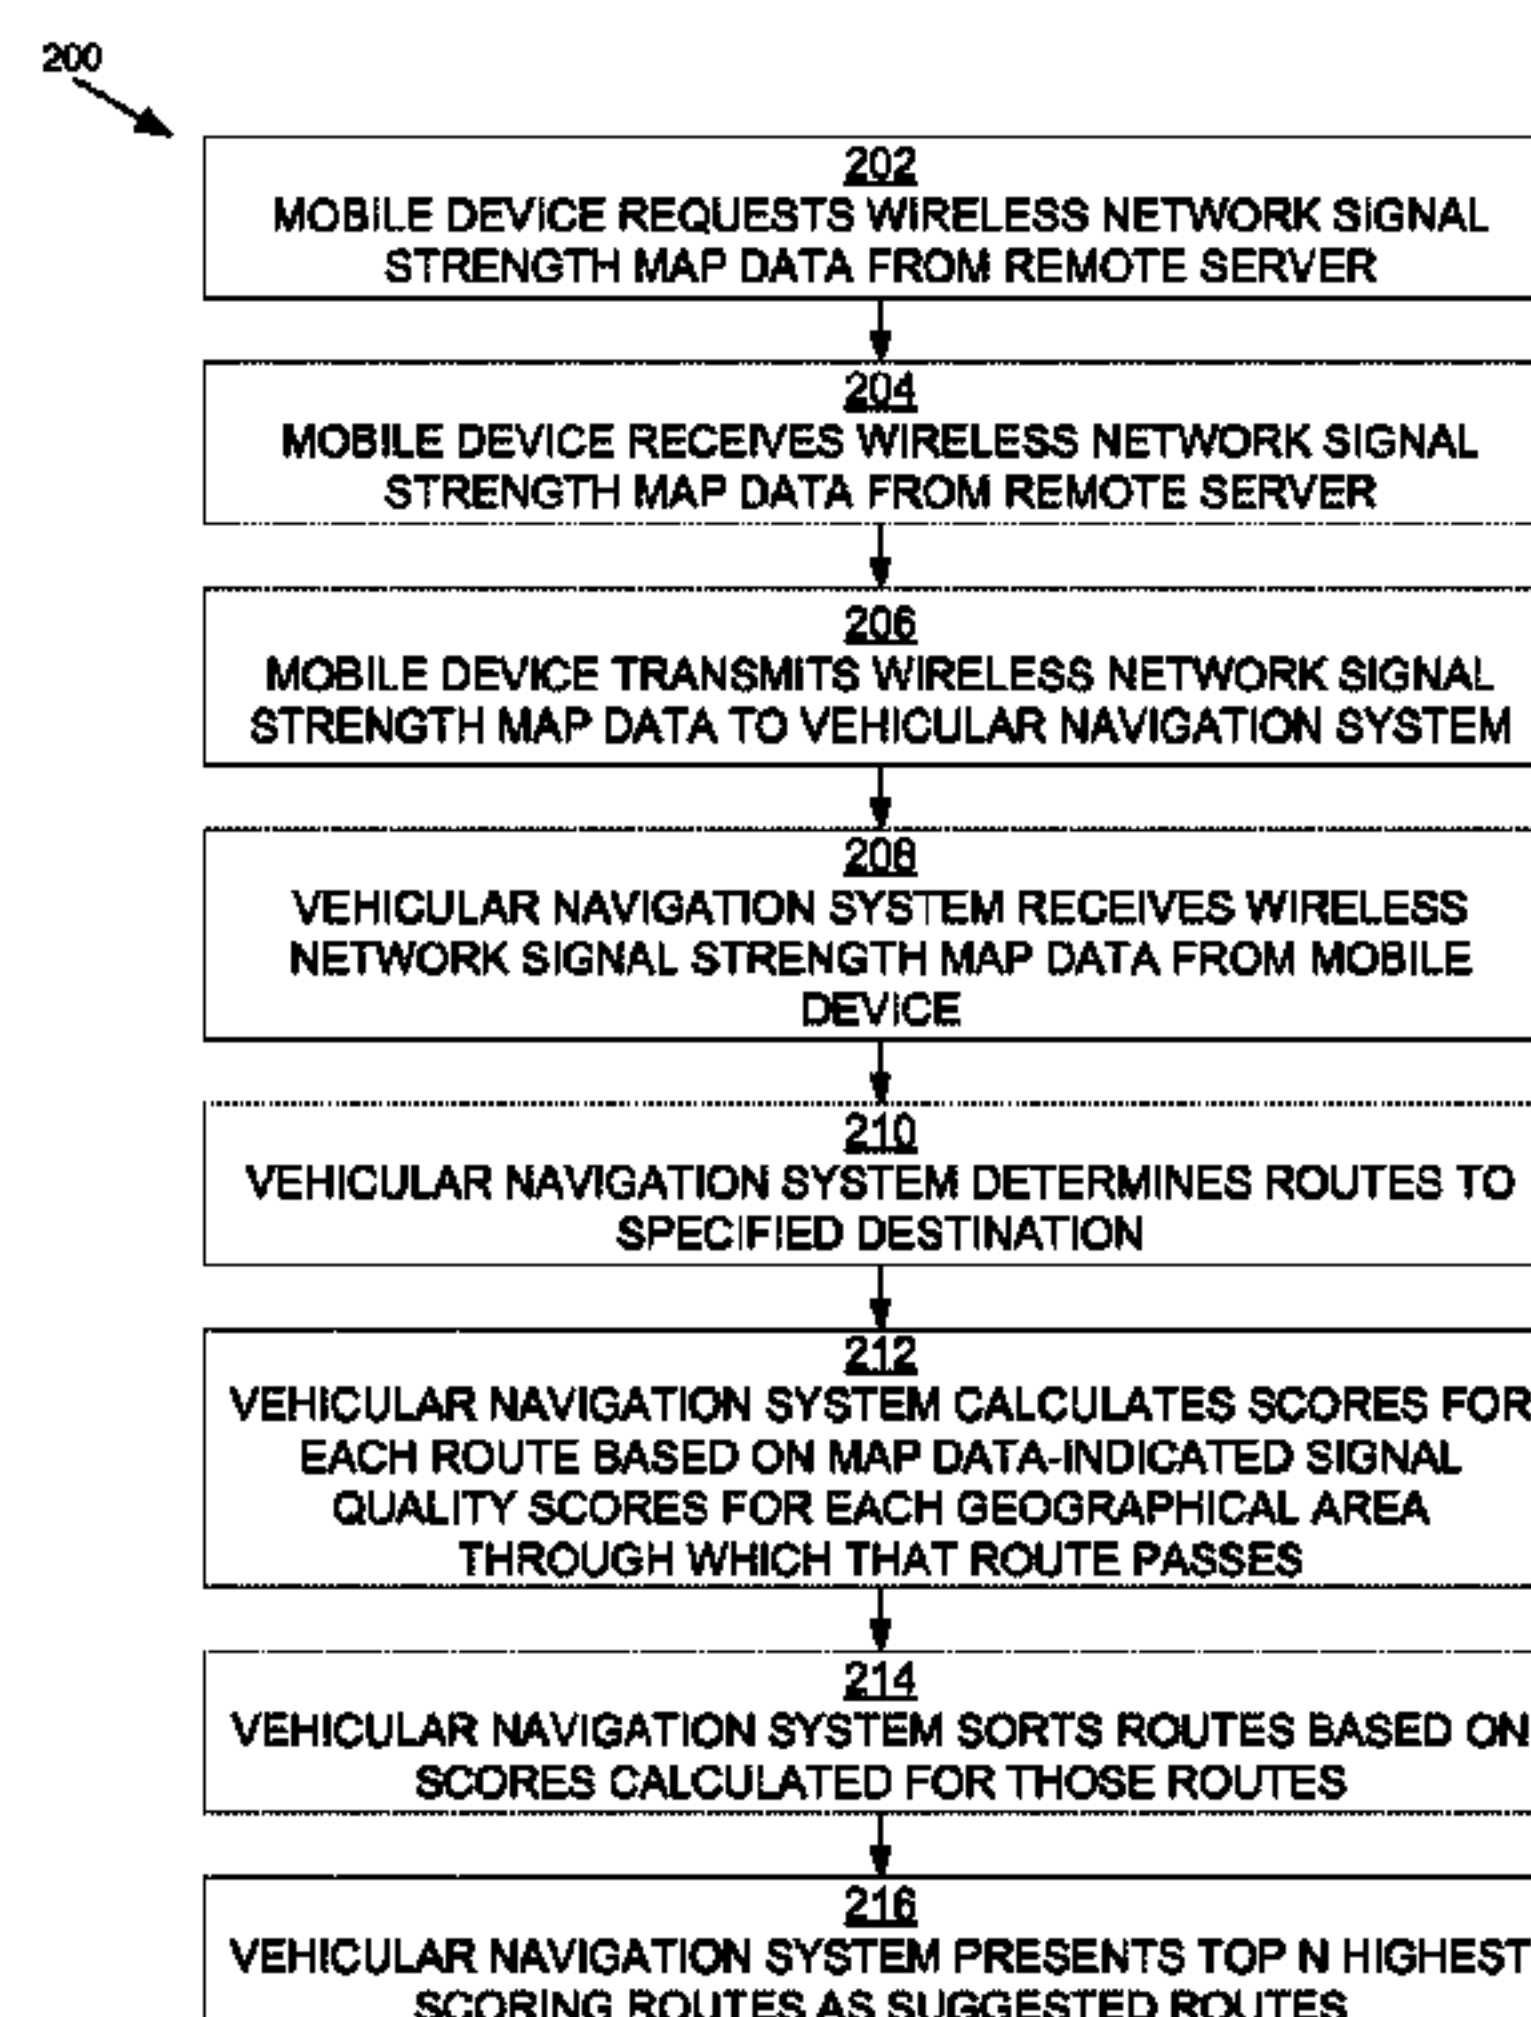 200
202
MOBILE DEVICE REQUESTS WIRELESS NETWORK SIGNAL
STRENGTH MAP DATA FROM REMOTE SERVER
204
MOBILE DEVICE RECEIVES WIRELESS NETWORK SIGNAL
STRENGTH MAP DATA FROM REMOTE SERVER
206
MOBILE DEVICE TRANSMITS WIRELESS NETWORK SIGNAL
STRENGTH MAP DATA TO VEHICULAR NAVIGATION SYSTEM
208
VEHICULAR NAVIGATION SYSTEM RECEIVES WIRELESS
NETWORK SIGNAL STRENGTH MAP DATA FROM MOBILE
DEVICE
210
VEHICULAR NAVIGATION SYSTEM DETERMINES ROUTES TO
SPECIFIED DESTINATION
212
VEHICULAR NAVIGATION SYSTEM CALCULATES SCORES FOR
EACH ROUTE BASED ON MAP DATA-INDICATED SIGNAL
QUALITY SCORES FOR EACH GEOGRAPHICAL AREA
THROUGH WHICH THAT ROUTE PASSES
214
VEHICULAR NAVIGATION SYSTEM SORTS ROUTES BASED ON
SCORES CALCULATED FOR THOSE ROUTES
216
VEHICULAR NAVIGATION SYSTEM PRESENTS TOP N HIGHEST
SCORING ROUTES AS SUGGESTED ROUTES